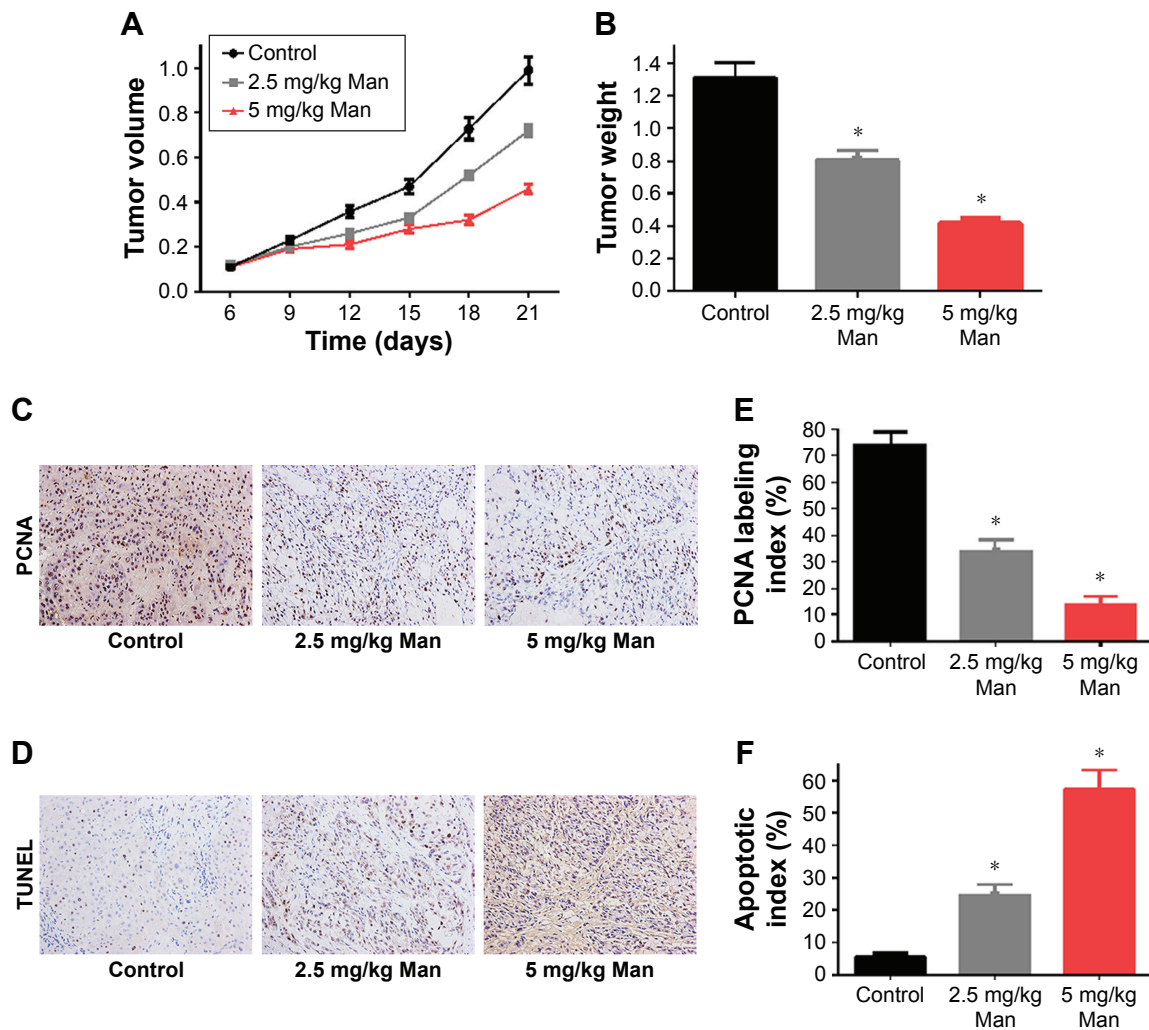 A
Control
2.5 mg/kg Man
5 mg/kg Man
Tumor volume
1.0
0.8
0.6
0.4
0.2
0.0
6 9 12 15 18 21
Time (days)
B
Tumor weight
1.4
1.2
1.0
0.8
0.6
0.4
0.2
0.0
*
*
Control
2.5 mg/kg
Man
5 mg/kg
Man
C
PCNA
Control
2.5 mg/kg Man
5 mg/kg Man
E
PCNA labeling
index (%)
80
70
60
50
40
30
20
10
0
*
*
Control
2.5 mg/kg
Man
5 mg/kg
Man
D
TUNEL
Control
2.5 mg/kg Man
5 mg/kg Man
F
Apoptotic
index (%)
60
50
40
30
20
10
0
*
*
Control
2.5 mg/kg
Man
5 mg/kg
Man